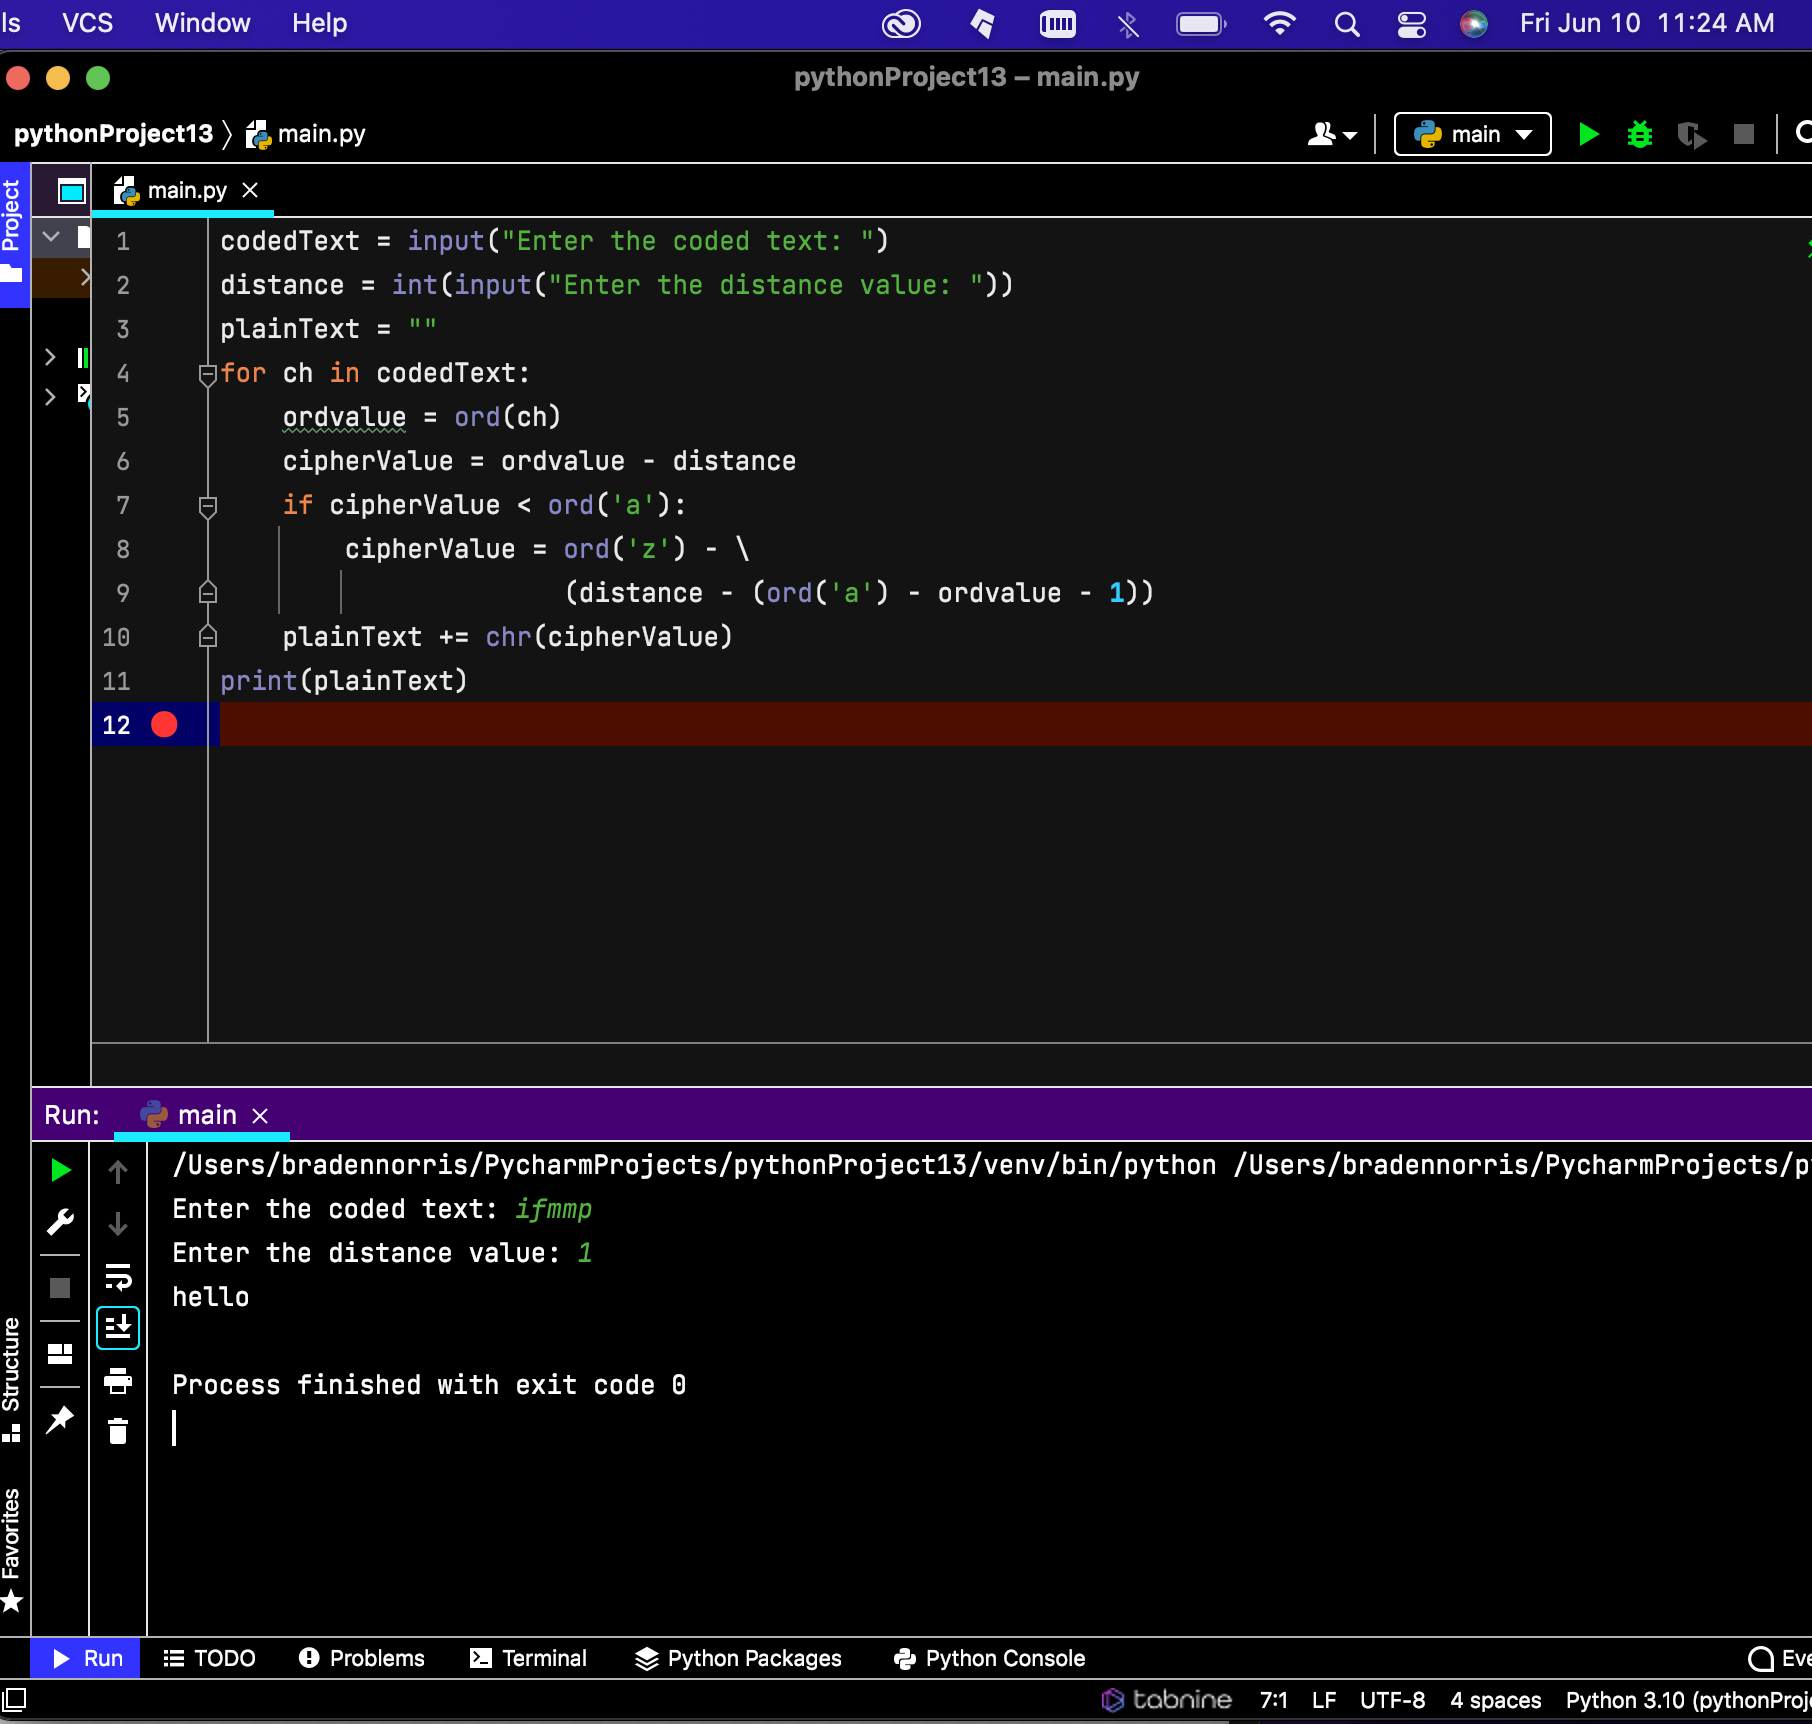 ls VCS Window Help Fri Jun 10 11:24 AM
pythonProject13 – main.py
pythonProject13 main.py main
Project
main.py
1 codedText = input("Enter the coded text: ")
2 distance = int(input("Enter the distance value: "))
3 plainText = ""
4 for ch in codedText:
5 ordvalue = ord(ch)
6 cipherValue = ordvalue - distance
7 if cipherValue < ord('a'):
8 cipherValue = ord('z') - \
9 (distance - (ord('a') - ordvalue - 1))
10 plainText += chr(cipherValue)
11 print(plainText)
12
Run: main
/Users/bradennorris/PycharmProjects/pythonProject13/venv/bin/python /Users/bradennorris/PycharmProjects/p
Enter the coded text: ifmmp
Enter the distance value: 1
hello
Process finished with exit code 0
Structure
Favorites
Run TODO Problems Terminal Python Packages Python Console Eve
tabnine 7:1 LF UTF-8 4 spaces Python 3.10 (pythonProj